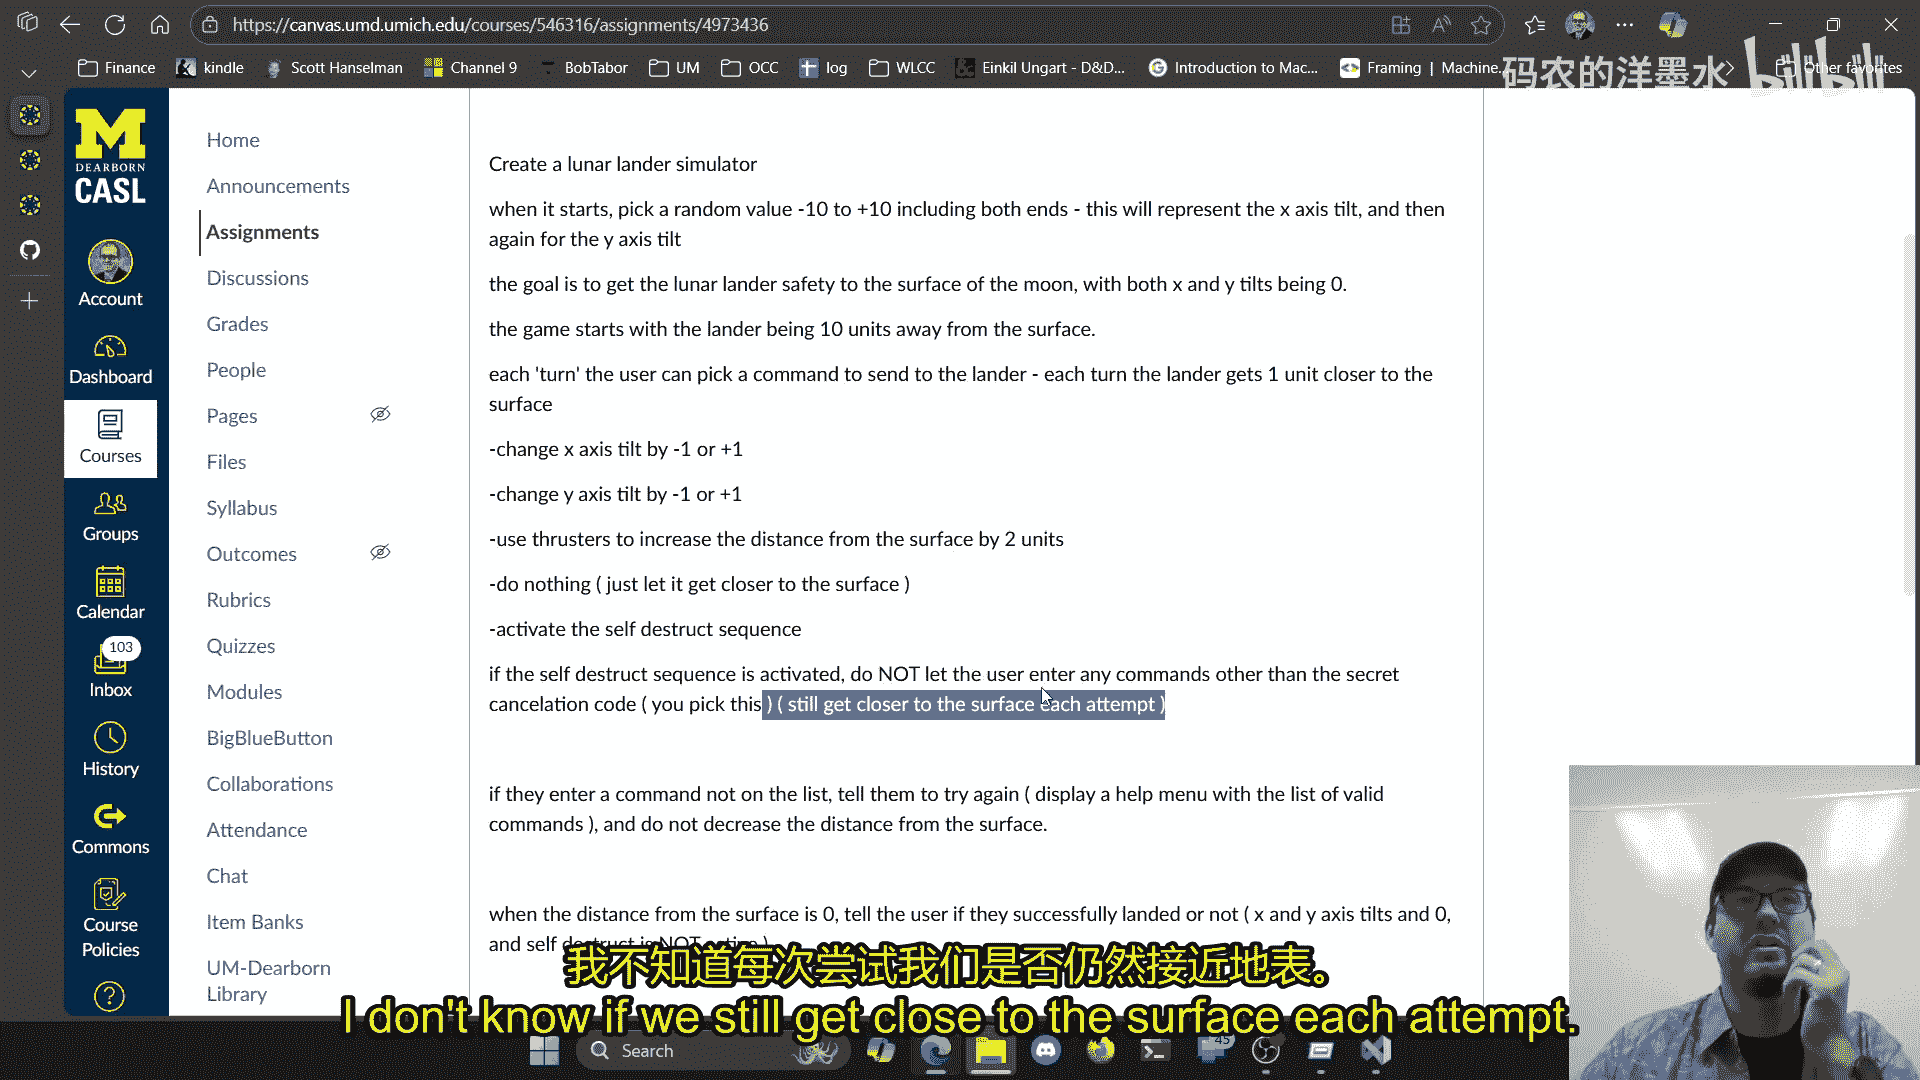 https://canvas.umd.umich.edu/courses/546316/assignments/4973436
Finance
kindle
Scott Hanselman
Channel 9
BobTabor
UM
OCC
log
WLCC
Einkil Ungart - D&D...
Introduction to Mac...
Framing | Machine...
Other favorites
码农的洋墨水
bilibili
M
DEARBORN
CASL
Account
Dashboard
Courses
Groups
Calendar
103
Inbox
History
Commons
Course
Policies
Home
Announcements
Assignments
Discussions
Grades
People
Pages
Files
Syllabus
Outcomes
Rubrics
Quizzes
Modules
BigBlueButton
Collaborations
Attendance
Chat
Item Banks
UM-Dearborn
Library
Create a lunar lander simulator
when it starts, pick a random value -10 to +10 including both ends - this will represent the x axis tilt, and then
again for the y axis tilt
the goal is to get the lunar lander safety to the surface of the moon, with both x and y tilts being 0.
the game starts with the lander being 10 units away from the surface.
each 'turn' the user can pick a command to send to the lander - each turn the lander gets 1 unit closer to the
surface
-change x axis tilt by -1 or +1
-change y axis tilt by -1 or +1
-use thrusters to increase the distance from the surface by 2 units
-do nothing ( just let it get closer to the surface )
-activate the self destruct sequence
if the self destruct sequence is activated, do NOT let the user enter any commands other than the secret
cancelation code ( you pick this ) ( still get closer to the surface each attempt )
if they enter a command not on the list, tell them to try again ( display a help menu with the list of valid
commands ), and do not decrease the distance from the surface.
when the distance from the surface is 0, tell the user if they successfully landed or not ( x and y axis tilts and 0,
and self destruct is NOT active )
我不知道每次尝试我们是否仍然接近地表。
I don't know if we still get close to the surface each attempt.
Search
45